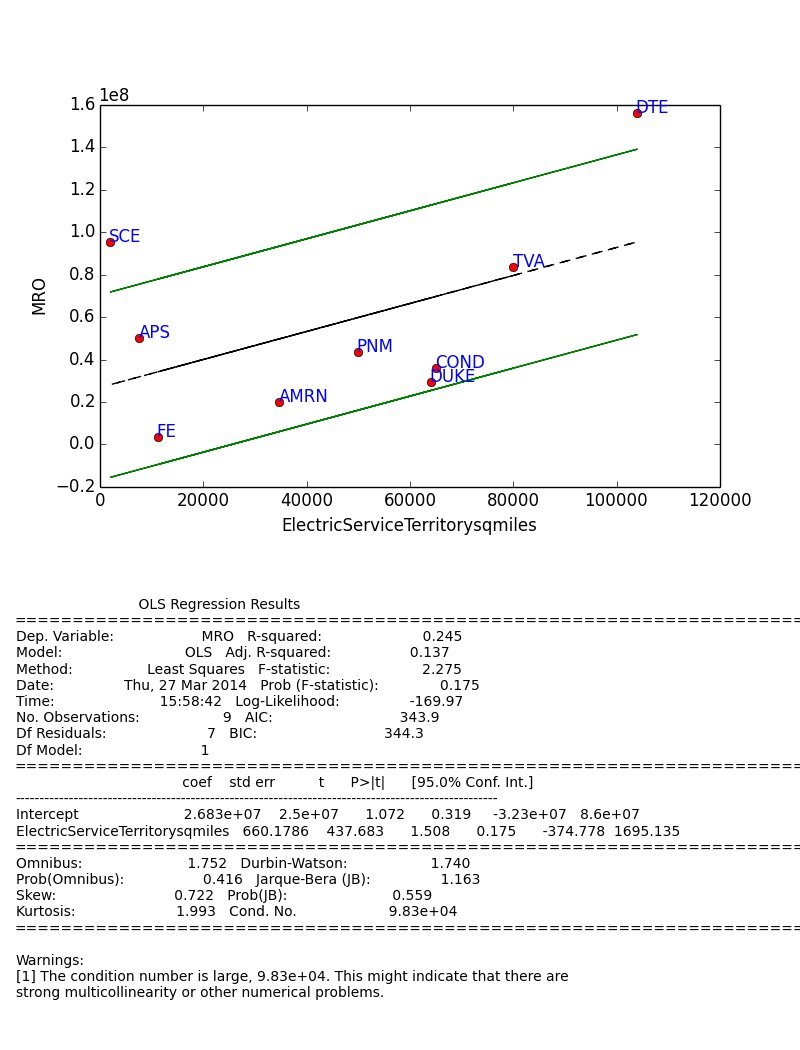 1e8
1.6
DTE
1.4
1.2
1.0
SCE
0.8
TVA
0.6
APS
PNM
0.4
COND
DUKE
0.2
AMRN
FE
0.0
−0.2
MRO
0 20000 40000 60000 80000 100000 120000
ElectricServiceTerritorysqmiles
OLS Regression Results
==============================================================================
Dep. Variable: MRO R-squared: 0.245
Model: OLS Adj. R-squared: 0.137
Method: Least Squares F-statistic: 2.275
Date: Thu, 27 Mar 2014 Prob (F-statistic): 0.175
Time: 15:58:42 Log-Likelihood: -169.97
No. Observations: 9 AIC: 343.9
Df Residuals: 7 BIC: 344.3
Df Model: 1
==============================================================================
coef std err t P>|t| [95.0% Conf. Int.]
---------------------------------------------------------------------------------------------------------
Intercept 2.683e+07 2.5e+07 1.072 0.319 -3.23e+07 8.6e+07
ElectricServiceTerritorysqmiles 660.1786 437.683 1.508 0.175 -374.778 1695.135
==============================================================================
Omnibus: 1.752 Durbin-Watson: 1.740
Prob(Omnibus): 0.416 Jarque-Bera (JB): 1.163
Skew: 0.722 Prob(JB): 0.559
Kurtosis: 1.993 Cond. No. 9.83e+04
==============================================================================
Warnings:
[1] The condition number is large, 9.83e+04. This might indicate that there are
strong multicollinearity or other numerical problems.